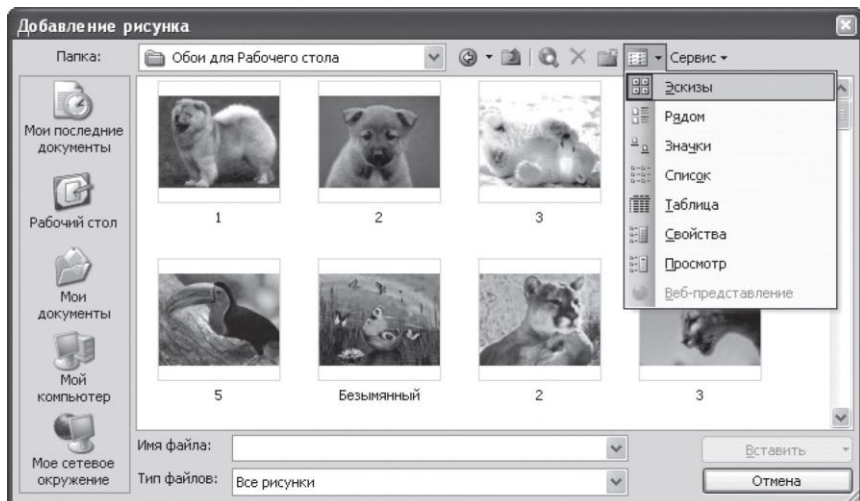 Добавление рисунка
Папка:
Обои для Рабочего стола
Сервис
Мои последние
документы
Рабочий стол
Мои
документы
Мой
компьютер
Мое сетевое
окружение
1
2
3
5
Безымянный
2
3
Эскизы
Рядом
Значки
Список
Таблица
Свойства
Просмотр
Веб-представление
Имя файла:
Вставить
Тип файлов:
Все рисунки
Отмена